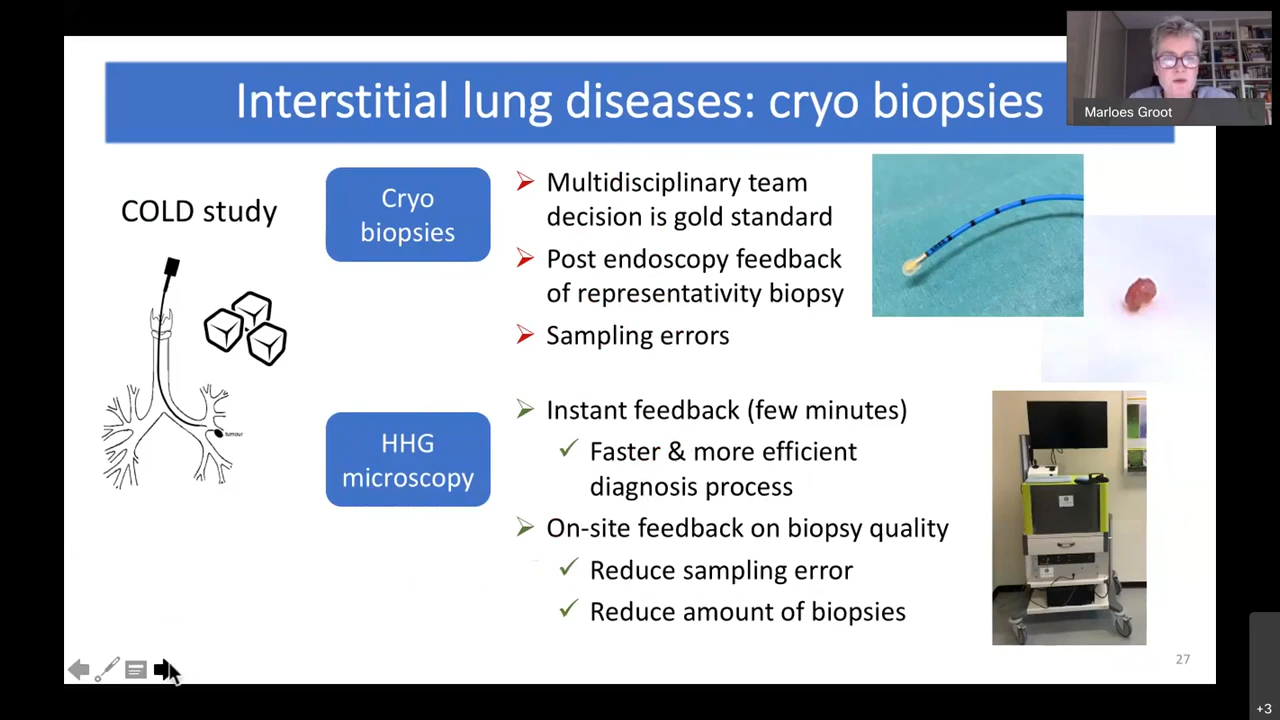 Interstitial lung diseases: cryo biopsies
Marloes Groot
COLD study
tumour
Cryo
biopsies
Multidisciplinary team
decision is gold standard
Post endoscopy feedback
of representativity biopsy
Sampling errors
HHG
microscopy
Instant feedback (few minutes)
Faster & more efficient
diagnosis process
On-site feedback on biopsy quality
Reduce sampling error
Reduce amount of biopsies
27
+3